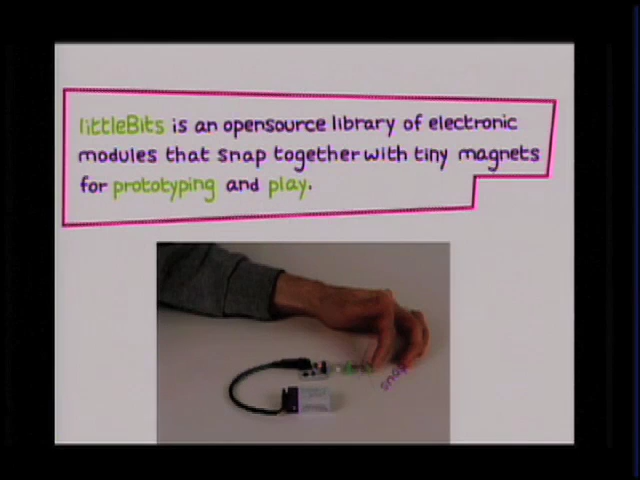 littleBits is an opensource library of electronic
modules that snap together with tiny magnets
for prototyping and play.
snap